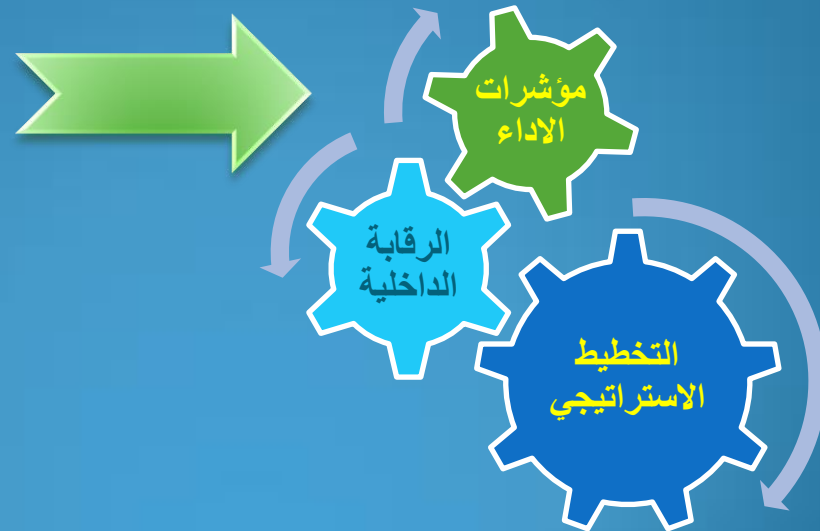 مؤشرات
الاداء
الرقابة
الداخلية
التخطيط
الاستراتيجي